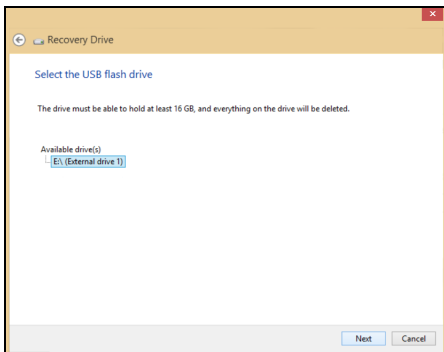 Recovery Drive
Select the USB flash drive
The drive must be able to hold at least 16 GB, and everything on the drive will be deleted.
Available drive(s)
E:\ (External drive 1)
Next Cancel